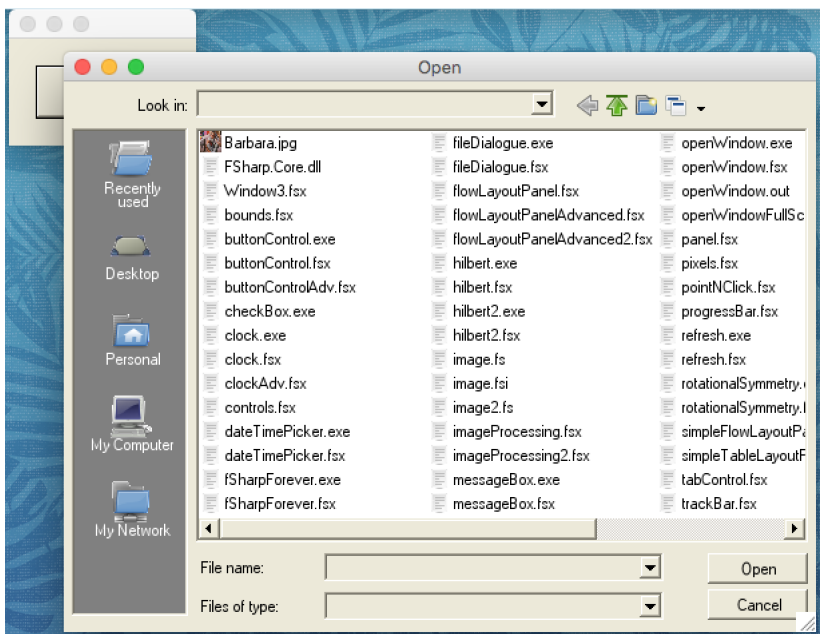 Open
Look in:
Recently
used
Desktop
Personal
My Computer
My Network
Barbara.jpg
FSharp.Core.dll
Window3.fsx
bounds.fsx
buttonControl.exe
buttonControl.fsx
buttonControlAdv.fsx
checkBox.exe
clock.exe
clock.fsx
clockAdv.fsx
controls.fsx
dateTimePicker.exe
dateTimePicker.fsx
fSharpForever.exe
fSharpForever.fsx
fileDialogue.exe
fileDialogue.fsx
flowLayoutPanel.fsx
flowLayoutPanelAdvanced.fsx
flowLayoutPanelAdvanced2.fsx
hilbert.exe
hilbert.fsx
hilbert2.exe
hilbert2.fsx
image.fs
image.fsi
image2.fs
imageProcessing.fsx
imageProcessing2.fsx
messageBox.exe
messageBox.fsx
openWindow.exe
openWindow.fsx
openWindow.out
openWindowFullSc
panel.fsx
pixels.fsx
pointNClick.fsx
progressBar.fsx
refresh.exe
refresh.fsx
rotationalSymmetry.
rotationalSymmetry.
simpleFlowLayoutPa
simpleTableLayoutF
tabControl.fsx
trackBar.fsx
File name:
Open
Files of type:
Cancel